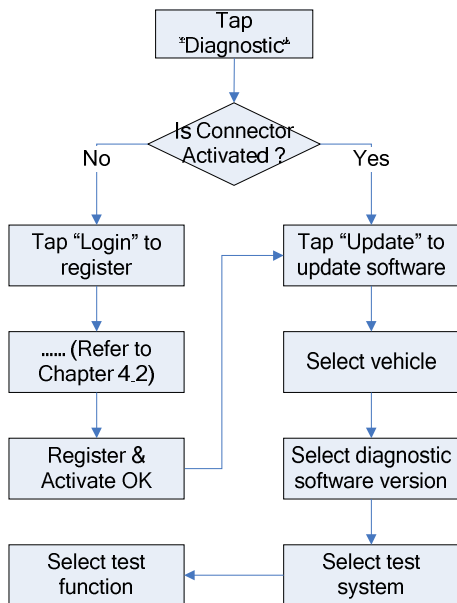 Tap
"Diagnostic"
Is Connector
Activated ?
No
Yes
Tap “Login” to
register
Tap “Update” to
update software
...... (Refer to
Chapter 4.2)
Select vehicle
Register &
Activate OK
Select diagnostic
software version
Select test
function
Select test
system